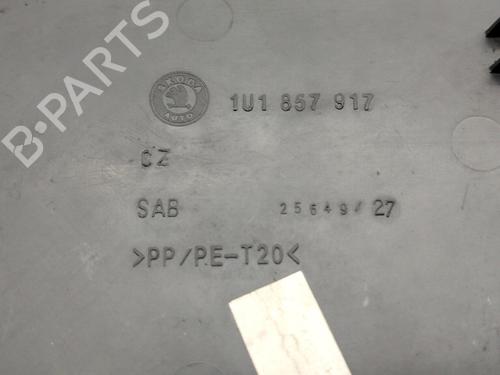 B-PARTS
ŠKODA
AUTO
1U1 857 917
CZ
SAB 25649/27
>PP/PE-T20<